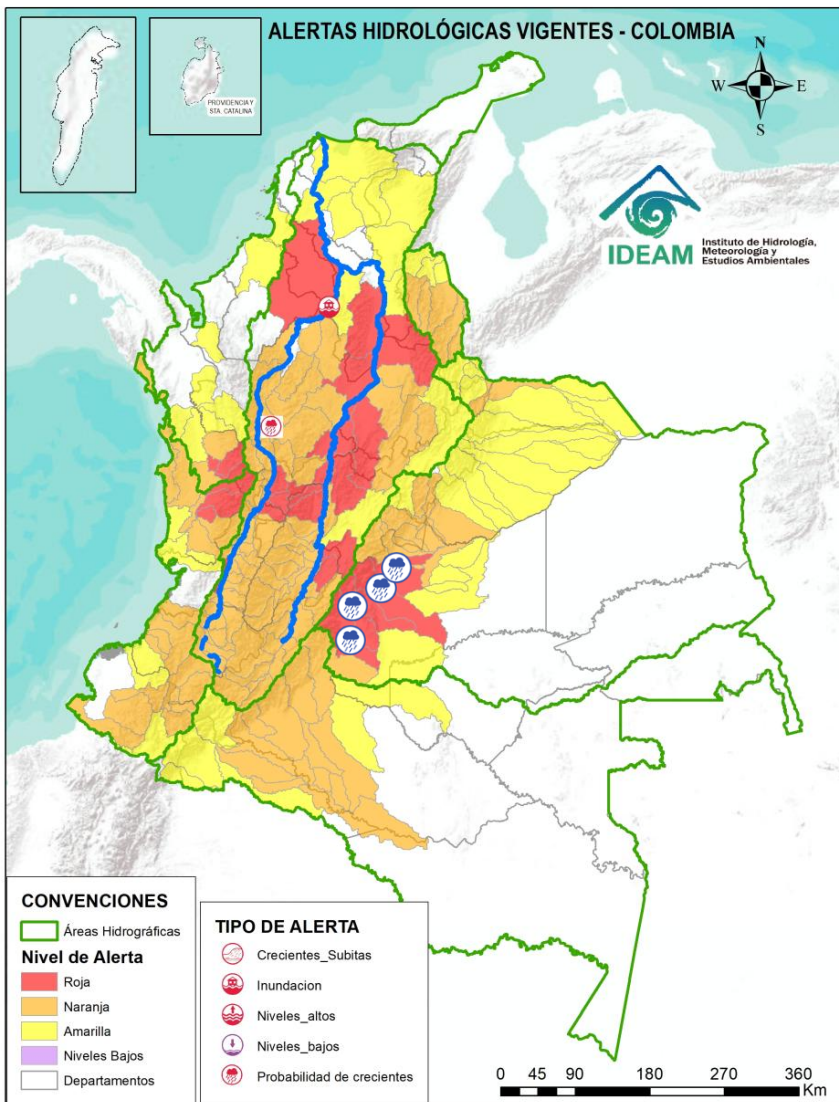 ALERTAS HIDROLÓGICAS VIGENTES - COLOMBIA
PROVIDENCIA Y
STA. CATALINA
N
W
E
S
IDEAM
Instituto de Hidrología,
Meteorología y
Estudios Ambientales
CONVENCIONES
Áreas Hidrográficas
Nivel de Alerta
Roja
Naranja
Amarilla
Niveles Bajos
Departamentos
TIPO DE ALERTA
Crecientes_Subitas
Inundacion
Niveles_altos
Niveles_bajos
Probabilidad de crecientes
0 45 90 180 270 360
Km